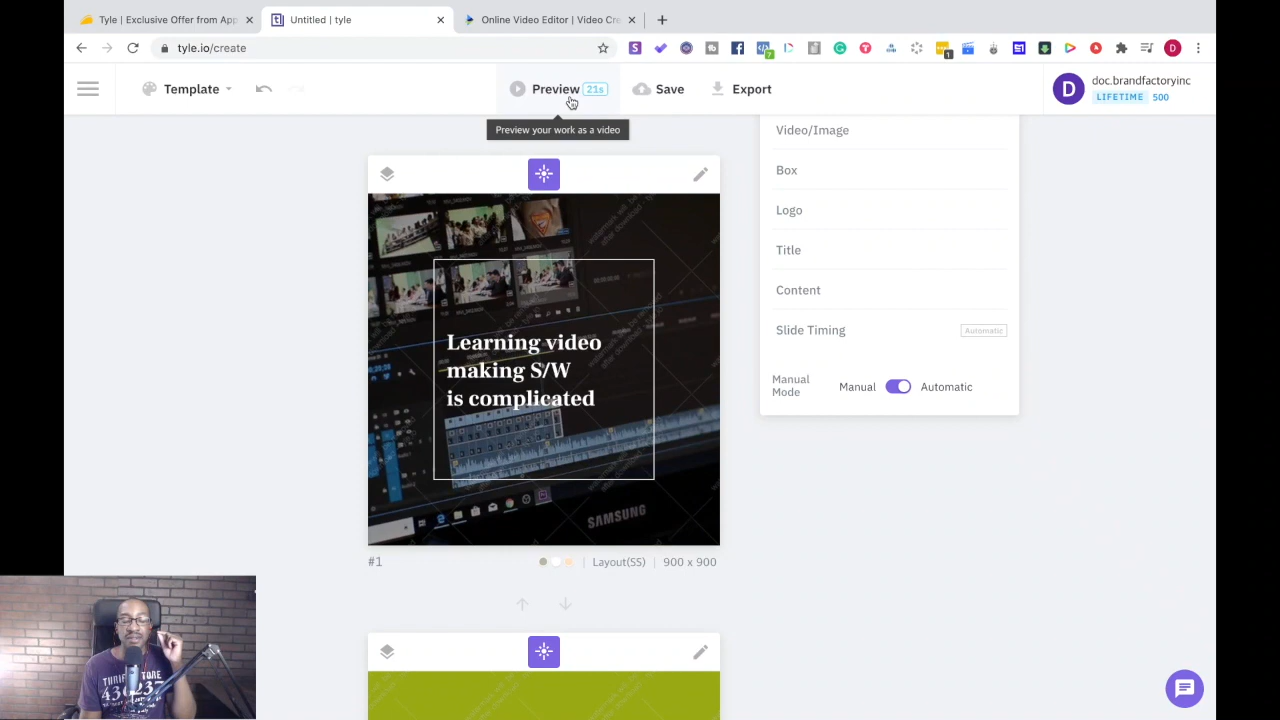 Tyle | Exclusive Offer from App
Untitled | tyle
Online Video Editor | Video Cre
tyle.io/create
7
1
D
Template
Preview 21s
Save
Export
D
doc.brandfactoryinc
LIFETIME 500
Preview your work as a video
Video/Image
Box
Logo
Title
Content
Slide Timing
Automatic
Manual
Mode
Manual
Automatic
Learning video
making S/W
is complicated
SAMSUNG
#1
Layout(SS)
900 x 900